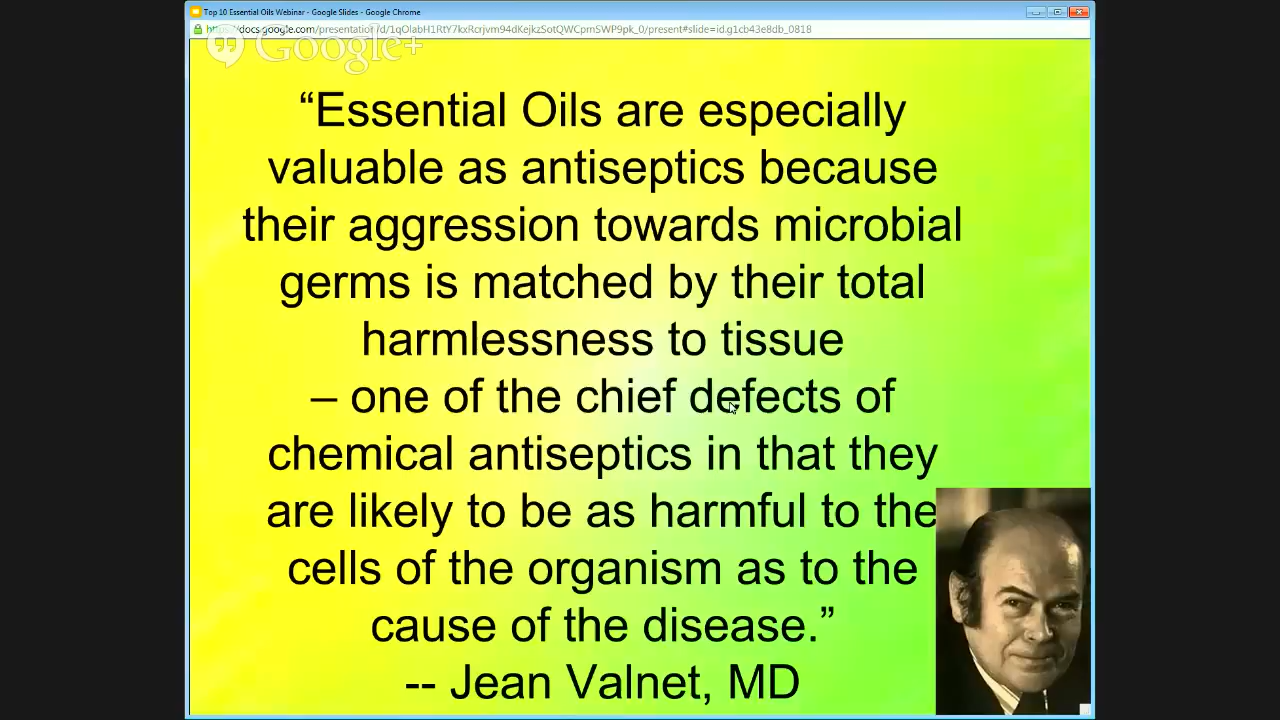 Top 10 Essential Oils Webinar - Google Slides - Google Chrome
Google+
“Essential Oils are especially
valuable as antiseptics because
their aggression towards microbial
germs is matched by their total
harmlessness to tissue
– one of the chief defects of
chemical antiseptics in that they
are likely to be as harmful to the
cells of the organism as to the
cause of the disease.”
-- Jean Valnet, MD